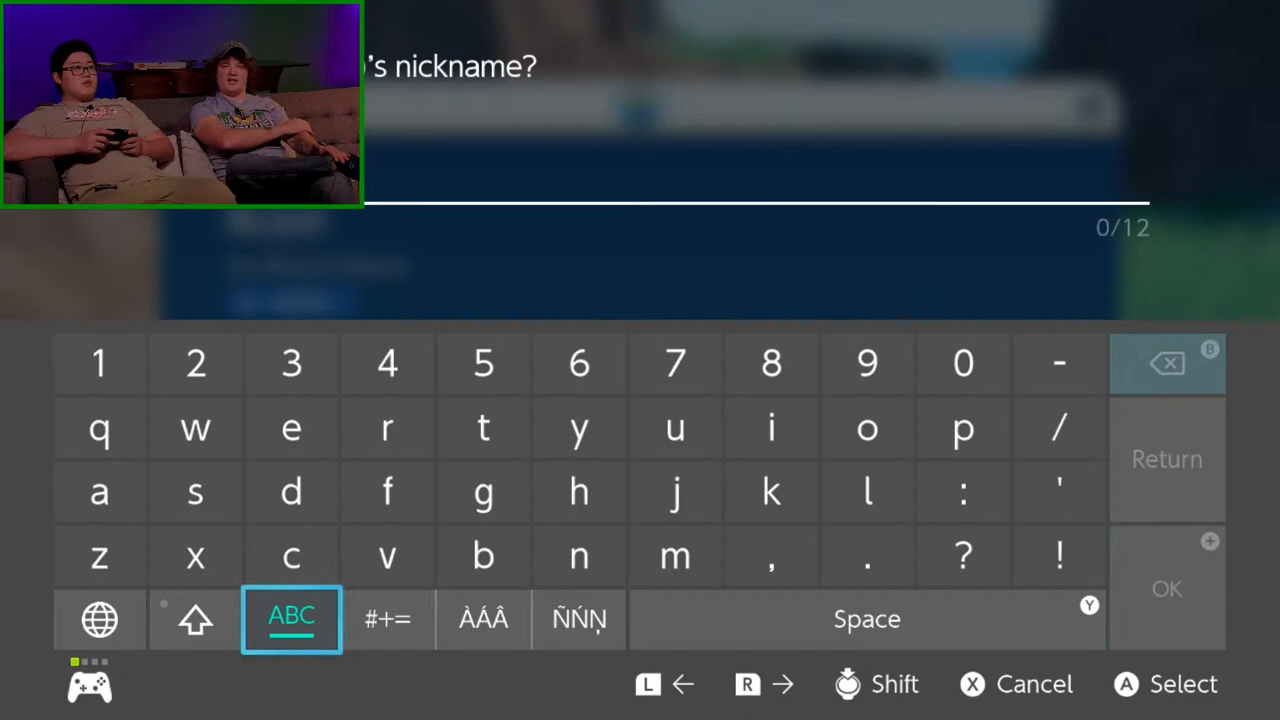 's nickname?
0/12
1 2 3 4 5 6 7 8 9 0 -
q w e r t y u i o p / Return
a s d f g h j k l : '
z x c v b n m , . ? ! OK
ABC #+= ÀÁÂ ÑŃŅ Space Y
B
+
L ← R → Shift X Cancel A Select